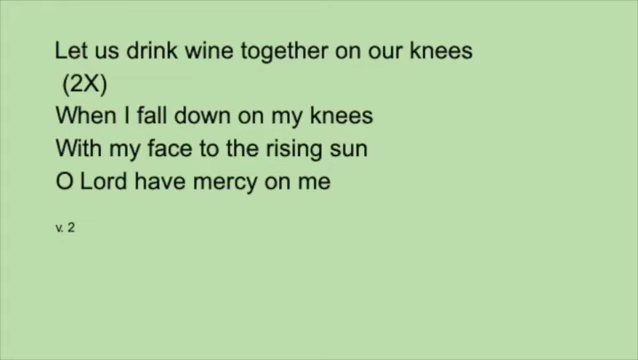 Let us drink wine together on our knees
(2X)
When I fall down on my knees
With my face to the rising sun
O Lord have mercy on me
v. 2